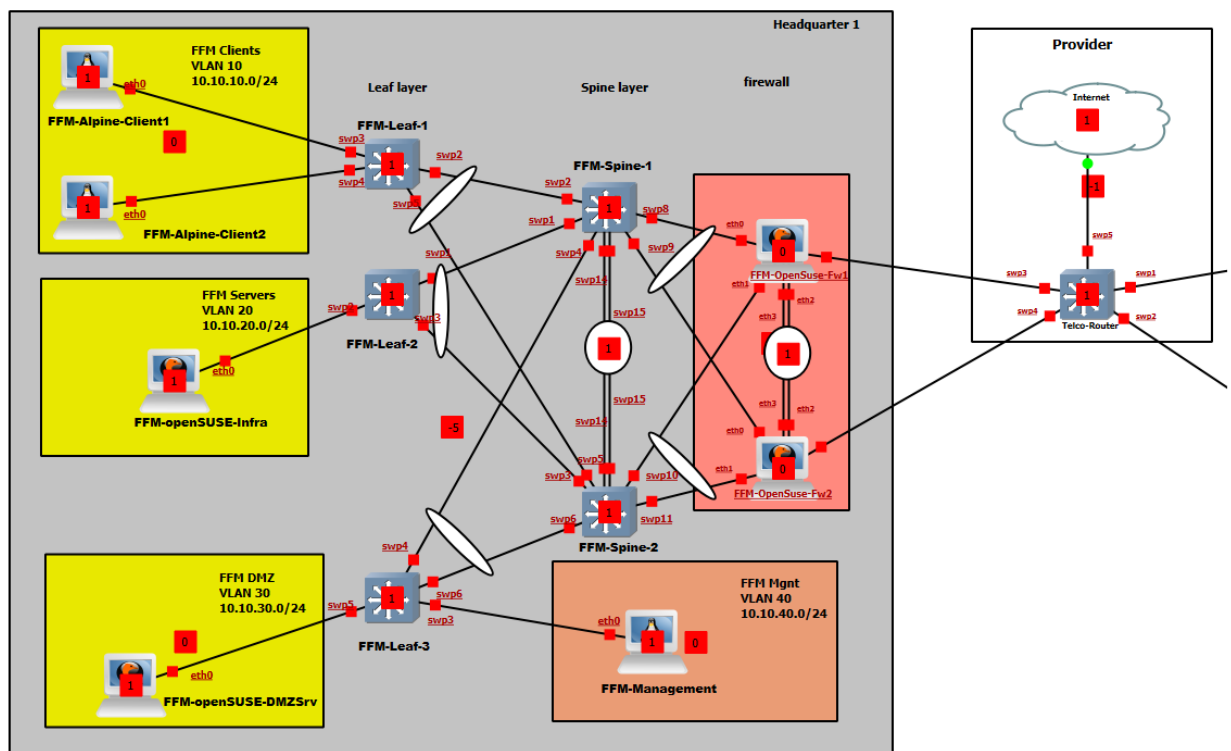 Headquarter 1
FFM Clients
VLAN 10
10.10.10.0/24
1
eth0
FFM-Alpine-Client1
0
1
eth0
FFM-Alpine-Client2
Leaf layer
Spine layer
firewall
FFM-Leaf-1
swp3
swp4
1
swp2
FFM-Spine-1
swp2
swp1
swp4
1
swp8
swp9
swp14
swp15
1
swp15
swp14
eth0
0
FFM-OpenSuse-Fw1
eth1
eth2
eth3
1
eth3
eth2
eth0
eth1
0
FFM-OpenSuse-Fw2
FFM Servers
VLAN 20
10.10.20.0/24
1
eth0
FFM-openSUSE-Infra
swp1
1
swp3
FFM-Leaf-2
-5
swp5
swp3
swp6
1
swp10
swp11
FFM-Spine-2
FFM DMZ
VLAN 30
10.10.30.0/24
0
1
eth0
FFM-openSUSE-DMZSrv
swp4
swp5
1
swp6
swp3
FFM-Leaf-3
FFM Mgnt
VLAN 40
10.10.40.0/24
eth0
1
0
FFM-Management
Provider
Internet
1
-1
swp5
swp3
swp4
1
swp1
swp2
Telco-Router